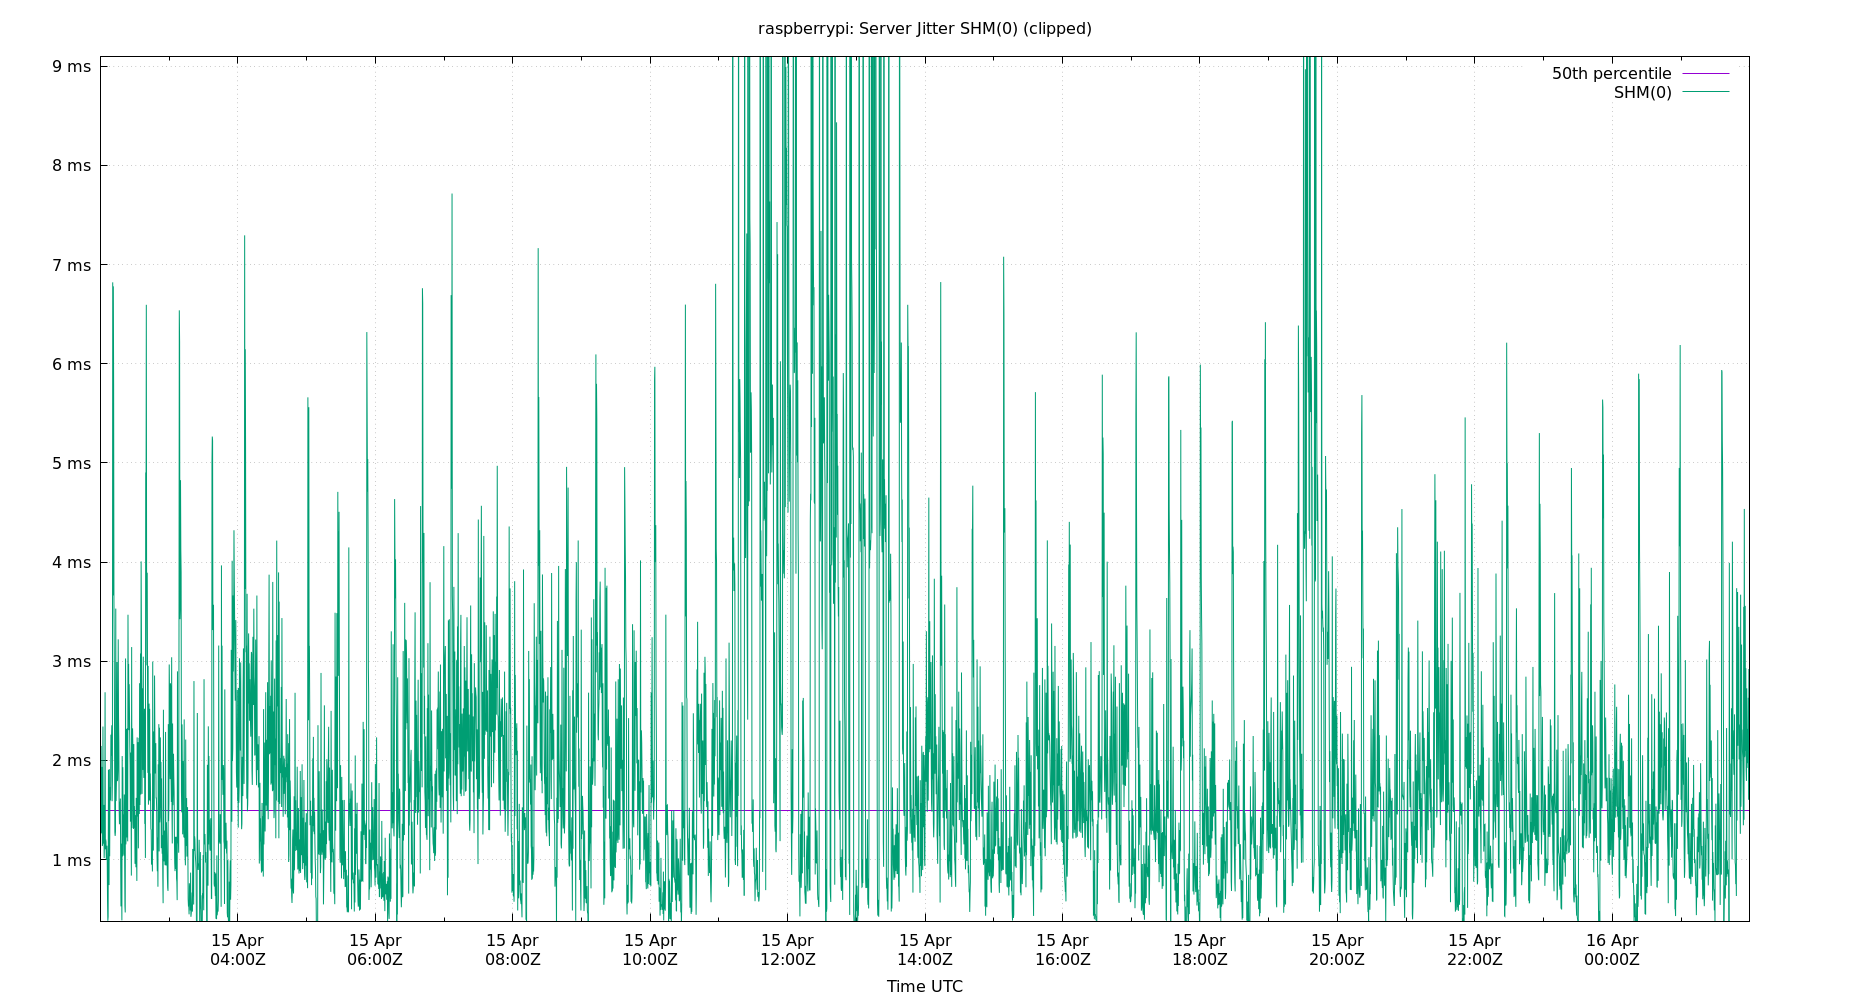 raspberrypi: Server Jitter SHM(0) (clipped)
9 ms
50th percentile
SHM(0)
8 ms
7 ms
6 ms
5 ms
4 ms
3 ms
2 ms
1 ms
15 Apr 15 Apr 15 Apr 15 Apr 15 Apr 15 Apr 15 Apr 15 Apr 15 Apr 15 Apr 16 Apr
04:00Z 06:00Z 08:00Z 10:00Z 12:00Z 14:00Z 16:00Z 18:00Z 20:00Z 22:00Z 00:00Z
Time UTC